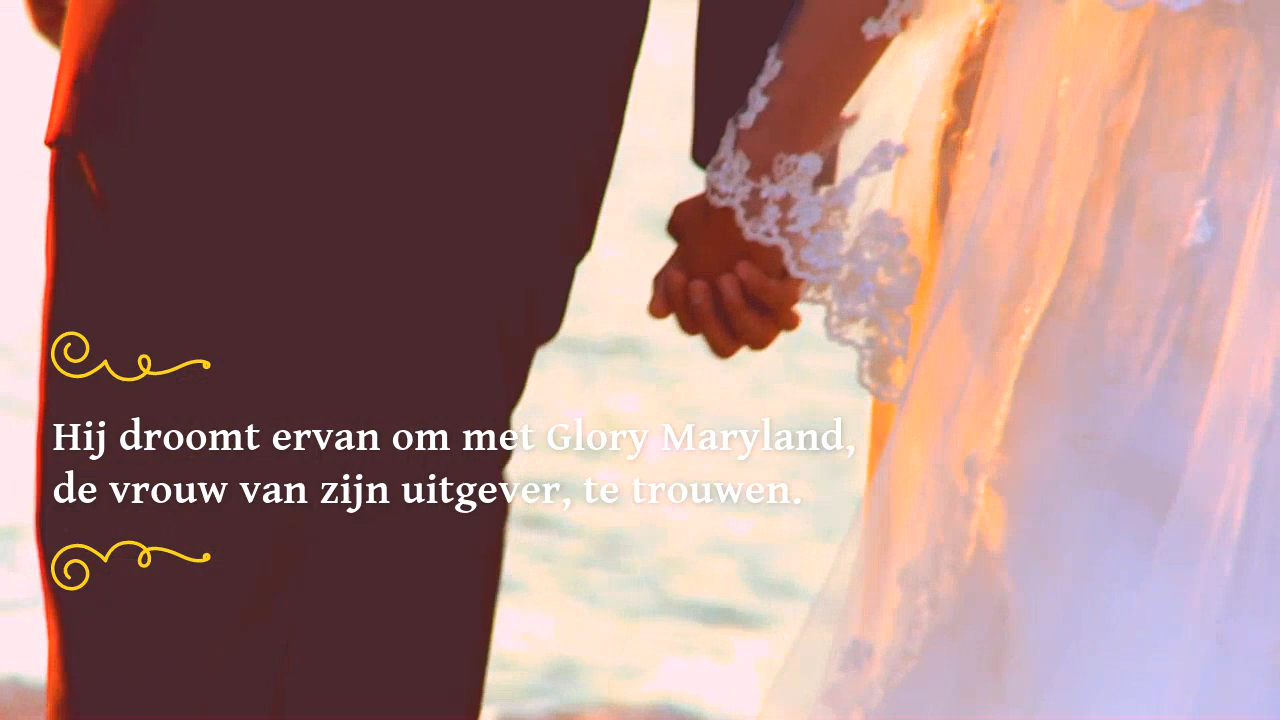 Hij droomt ervan om met Glory Maryland,
de vrouw van zijn uitgever, te trouwen.